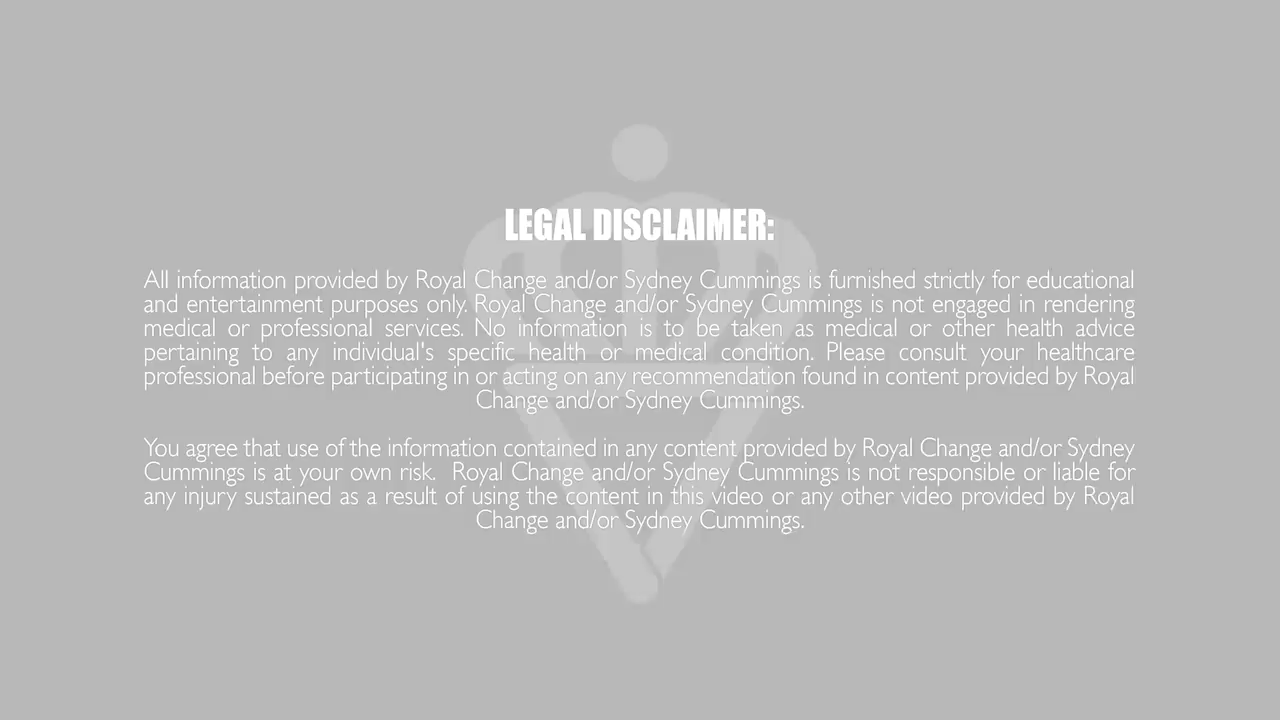 LEGAL DISCLAIMER:
All information provided by Royal Change and/or Sydney Cummings is furnished strictly for educational
and entertainment purposes only. Royal Change and/or Sydney Cummings is not engaged in rendering
medical or professional services. No information is to be taken as medical or other health advice
pertaining to any individual's specific health or medical condition. Please consult your healthcare
professional before participating in or acting on any recommendation found in content provided by Royal
Change and/or Sydney Cummings.
You agree that use of the information contained in any content provided by Royal Change and/or Sydney
Cummings is at your own risk.  Royal Change and/or Sydney Cummings is not responsible or liable for
any injury sustained as a result of using the content in this video or any other video provided by Royal
Change and/or Sydney Cummings.